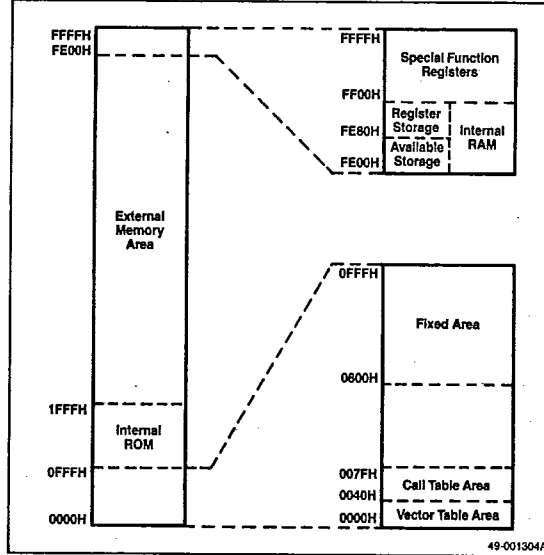 FFFFH
FE00H
External
Memory
Area
1FFFH
Internal
ROM
0FFFH
0000H
FFFFH
Special Function
Registers
FF00H
Register
Storage
FE80H
Internal
RAM
Available
Storage
FE00H
0FFFH
Fixed Area
0600H
007FH
Call Table Area
0040H
Vector Table Area
0000H
49-001304A